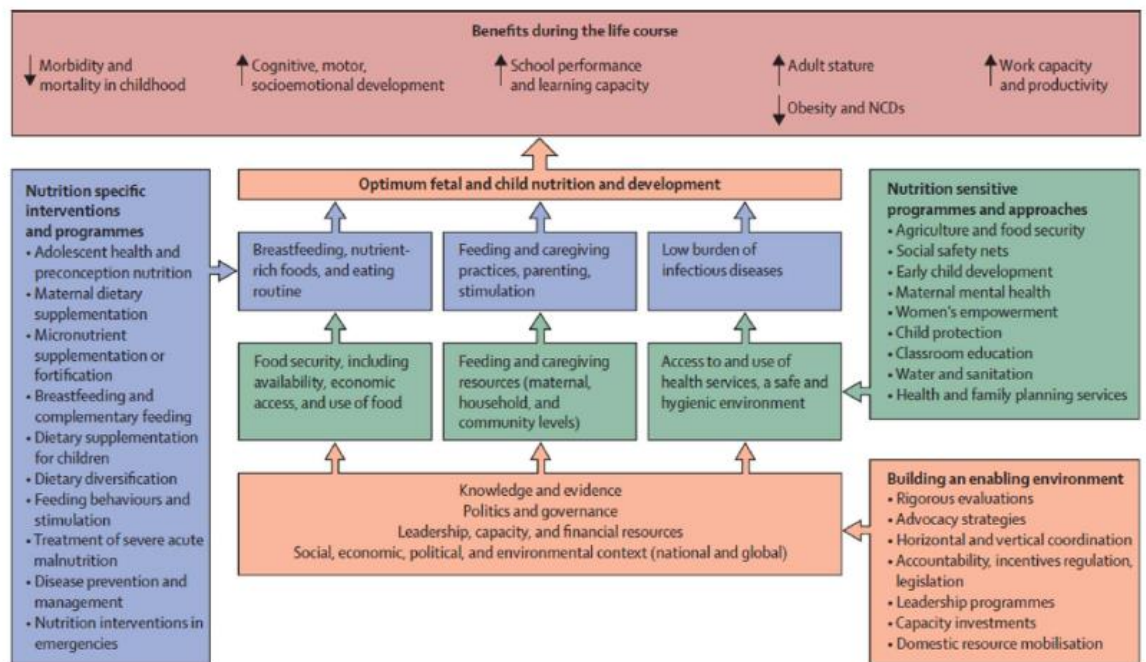 Benefits during the life course
Morbidity and
mortality in childhood
Cognitive, motor,
socioemotional development
School performance
and learning capacity
Adult stature
Obesity and NCDs
Work capacity
and productivity
Nutrition specific
interventions
and programmes
• Adolescent health and
preconception nutrition
• Maternal dietary
supplementation
• Micronutrient
supplementation or
fortification
• Breastfeeding and
complementary feeding
• Dietary supplementation
for children
• Dietary diversification
• Feeding behaviours and
stimulation
• Treatment of severe acute
malnutrition
• Disease prevention and
management
• Nutrition interventions in
emergencies
Optimum fetal and child nutrition and development
Breastfeeding, nutrient-
rich foods, and eating
routine
Feeding and caregiving
practices, parenting,
stimulation
Low burden of
infectious diseases
Food security, including
availability, economic
access, and use of food
Feeding and caregiving
resources (maternal,
household, and
community levels)
Access to and use of
health services, a safe and
hygienic environment
Knowledge and evidence
Politics and governance
Leadership, capacity, and financial resources
Social, economic, political, and environmental context (national and global)
Nutrition sensitive
programmes and approaches
• Agriculture and food security
• Social safety nets
• Early child development
• Maternal mental health
• Women's empowerment
• Child protection
• Classroom education
• Water and sanitation
• Health and family planning services
Building an enabling environment
• Rigorous evaluations
• Advocacy strategies
• Horizontal and vertical coordination
• Accountability, incentives regulation,
legislation
• Leadership programmes
• Capacity investments
• Domestic resource mobilisation